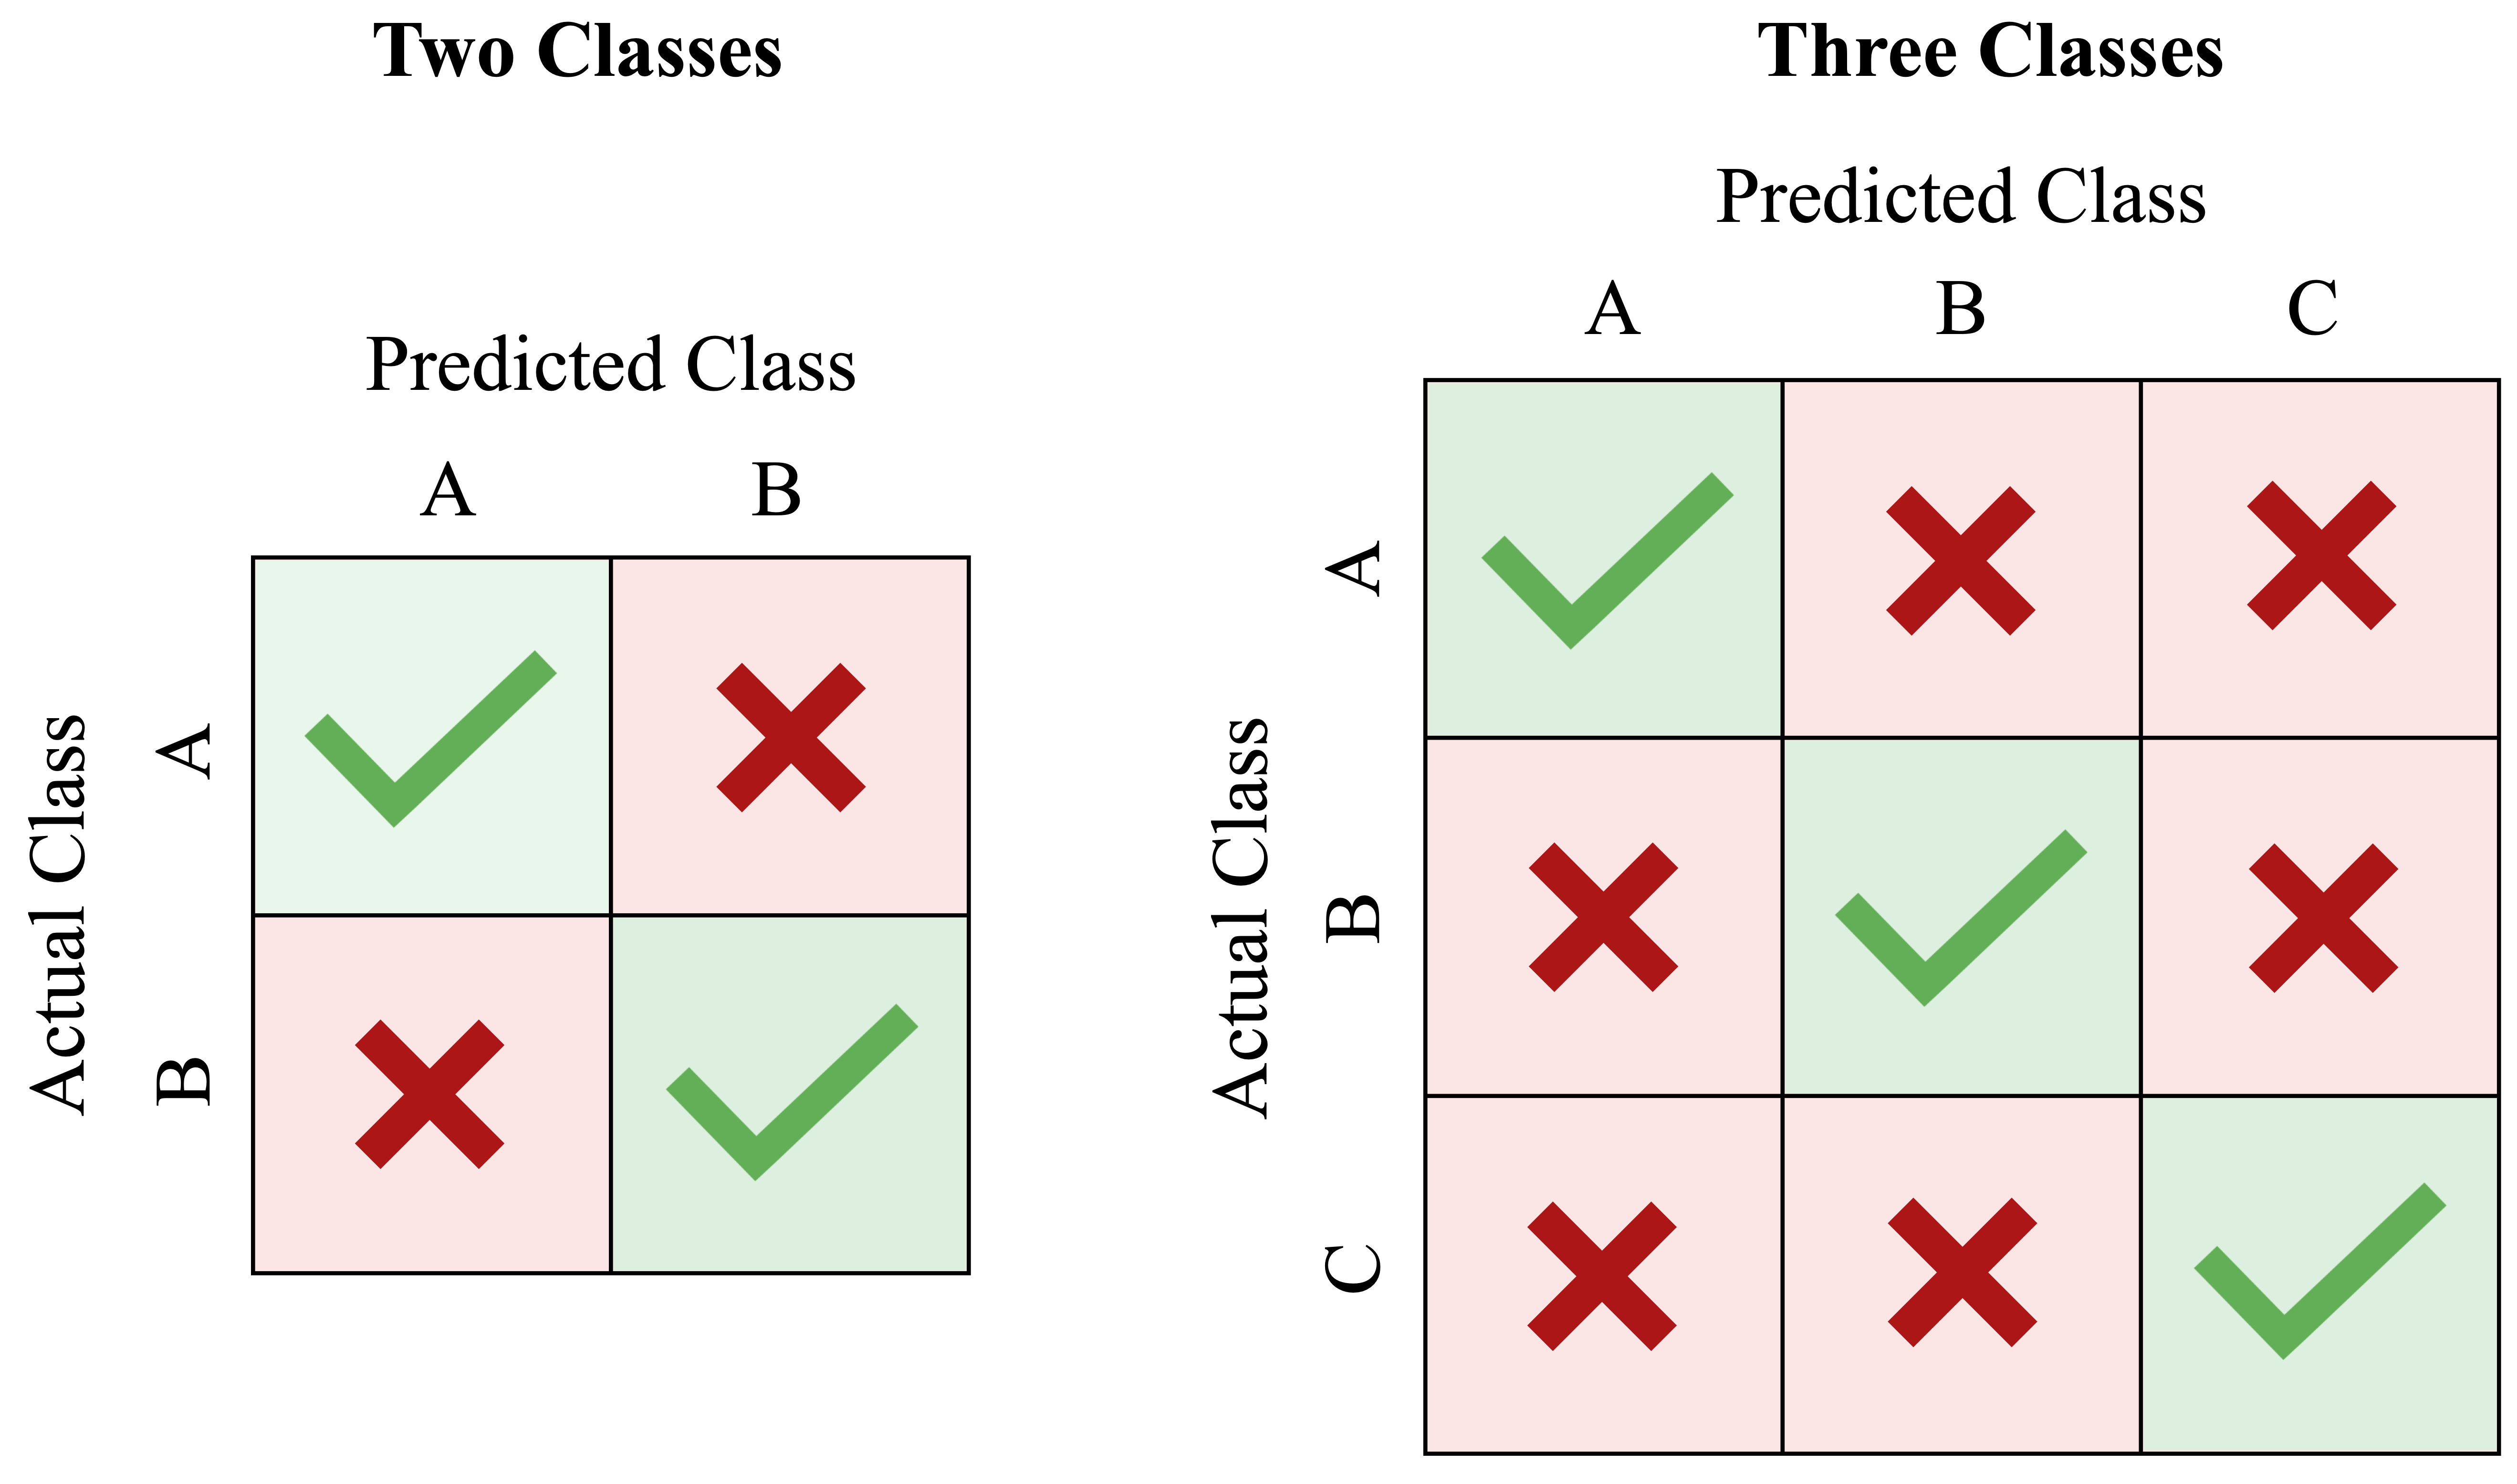 Two Classes
Predicted Class
A B
Actual Class
A
B
Three Classes
Predicted Class
A B C
Actual Class
A
B
C